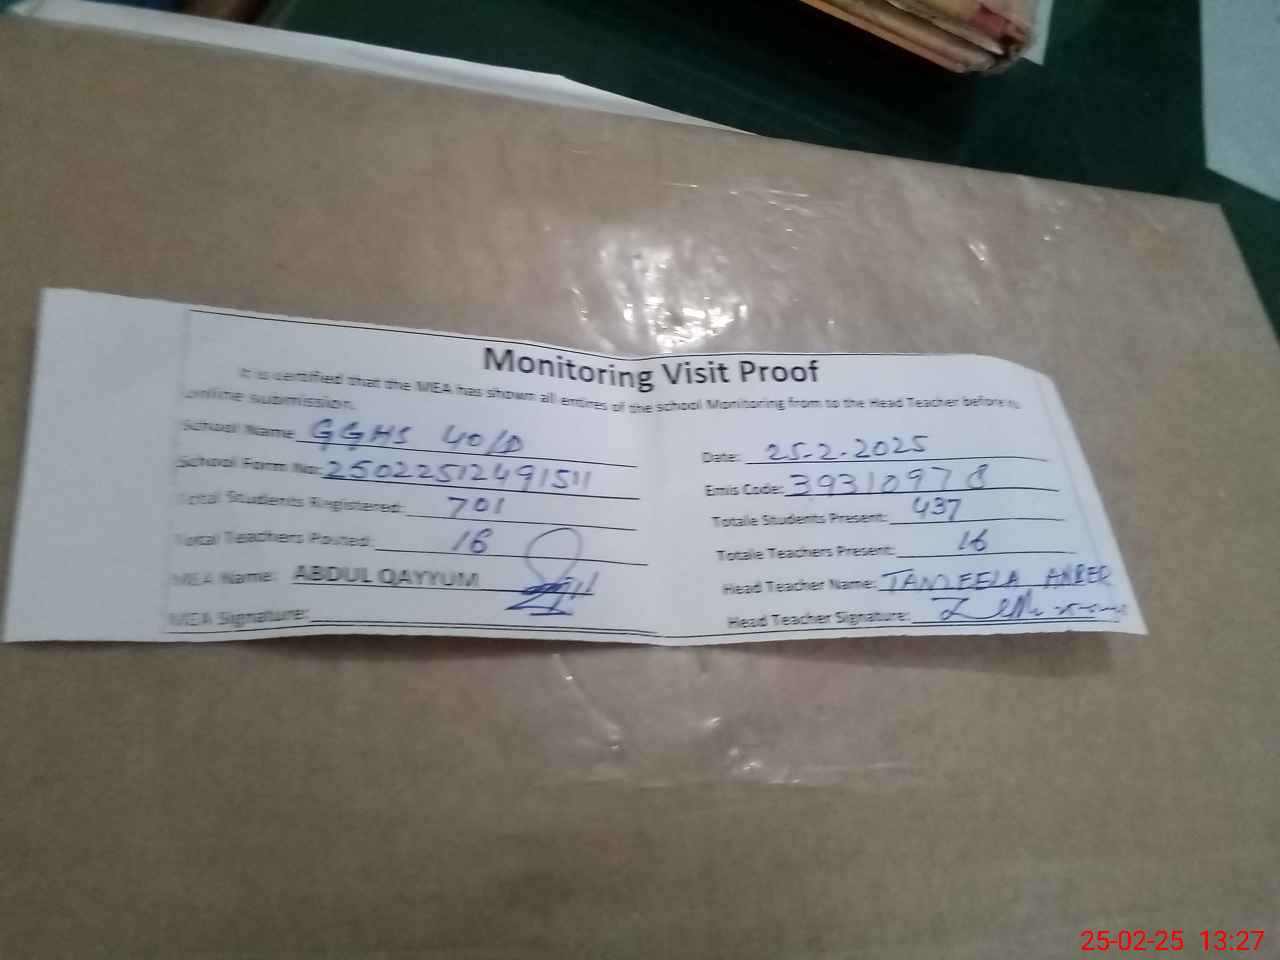 Monitoring Visit Proof
It is certified that the MEA has shown all entires of the school Monitoring from to the Head Teacher before
online submission.
School Name GGHS 40/D
Date: 25-2-2025
School Form No: 25022512491511
Emis Code: 39310978
Total Students Registered: 701
Totale Students Present: 437
Total Teachers Posted: 16
Totale Teachers Present: 16
MEA Name: ABDUL QAYYUM
Head Teacher Name: TANZEELA AMBER
MEA Signature:
Head Teacher Signature:
25-02-25 13:27